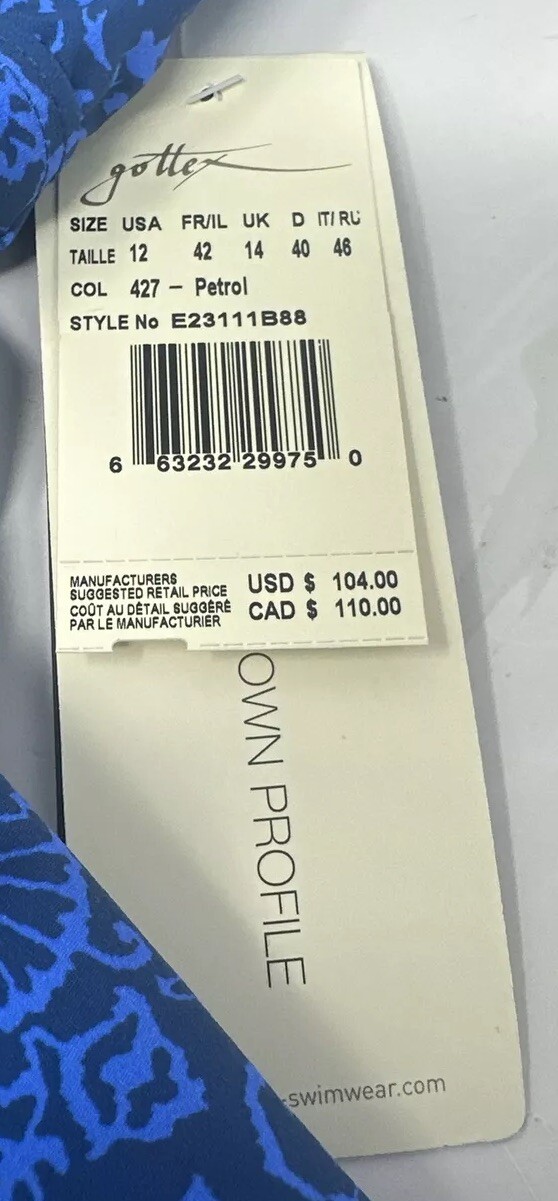 gottex
SIZE USA FR/IL UK D IT/RU
TAILLE 12 42 14 40 46
COL 427 – Petrol
STYLE No E23111B88
6 63232 29975 0
MANUFACTURERS
SUGGESTED RETAIL PRICE
USD $ 104.00
COÛT AU DÉTAIL SUGGÉRÉ
PAR LE MANUFACTURIER
CAD $ 110.00
OWN PROFILE
-swimwear.com